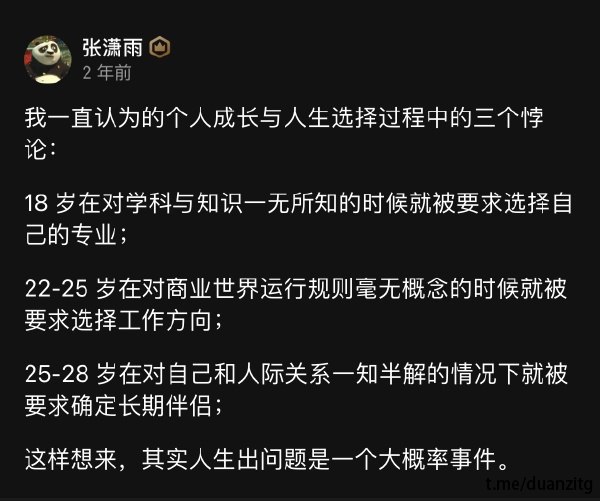 张潇雨
2 年前
我一直认为的个人成长与人生选择过程中的三个悖
论：
18 岁在对学科与知识一无所知的时候就被要求选择自
己的专业；
22-25 岁在对商业世界运行规则毫无概念的时候就被
要求选择工作方向；
25-28 岁在对自己和人际关系一知半解的情况下就被
要求确定长期伴侣；
这样想来，其实人生出问题是一个大概率事件。
t.me/duanzitg